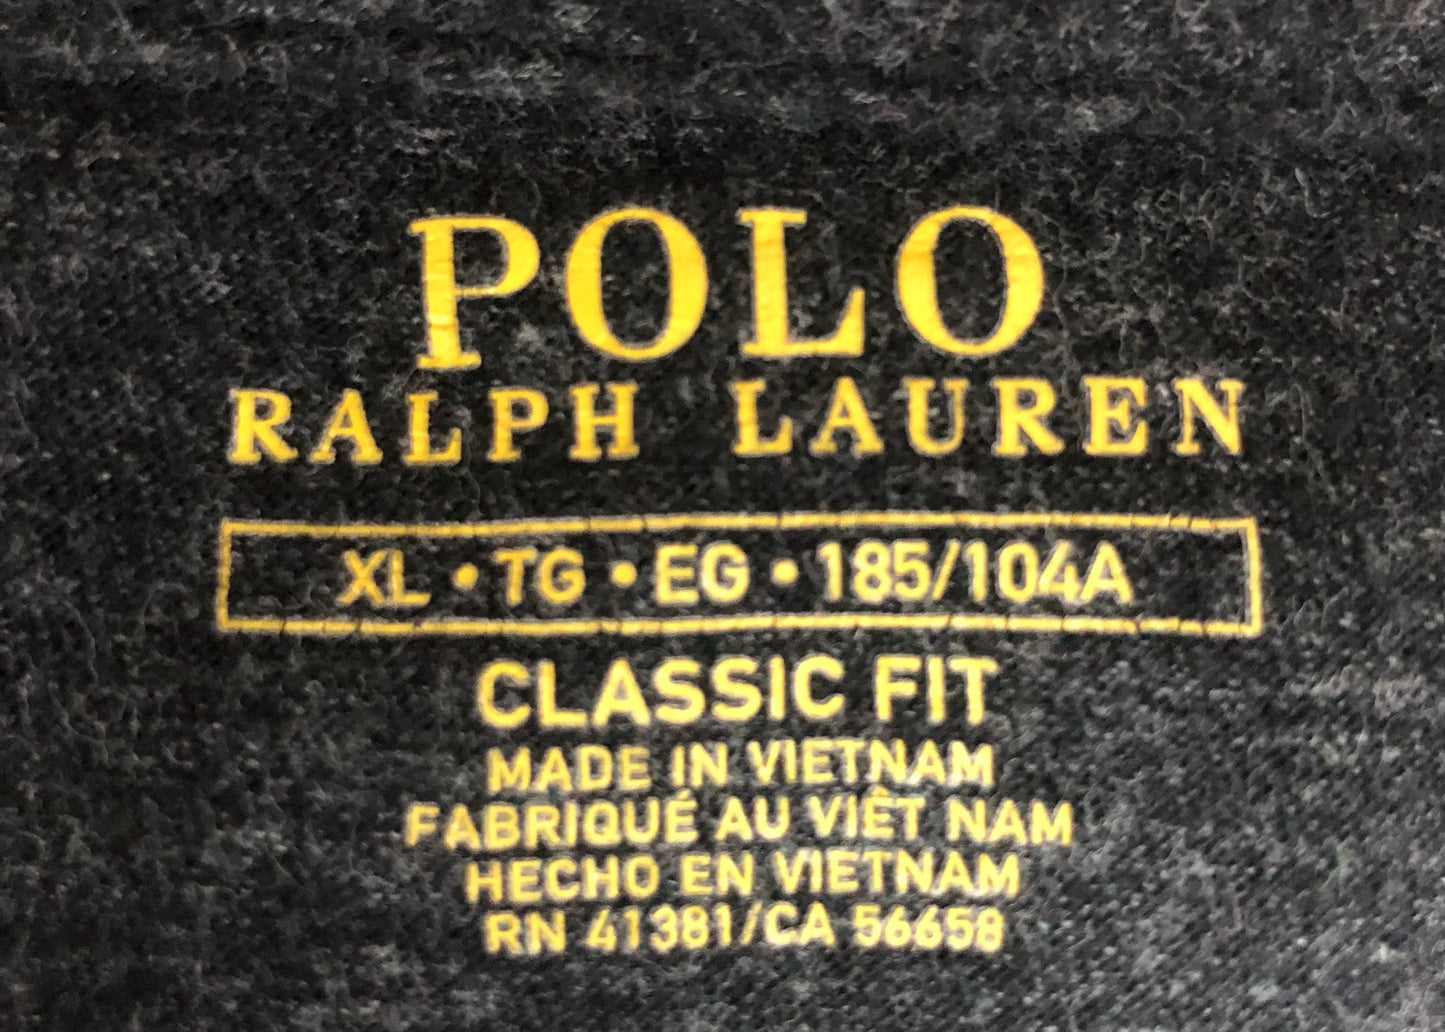 POLO
RALPH LAUREN
XL • TG • EG • 185/104A
CLASSIC FIT
MADE IN VIETNAM
FABRIQUÉ AU VIÊT NAM
HECHO EN VIETNAM
RN 41381/CA 56658